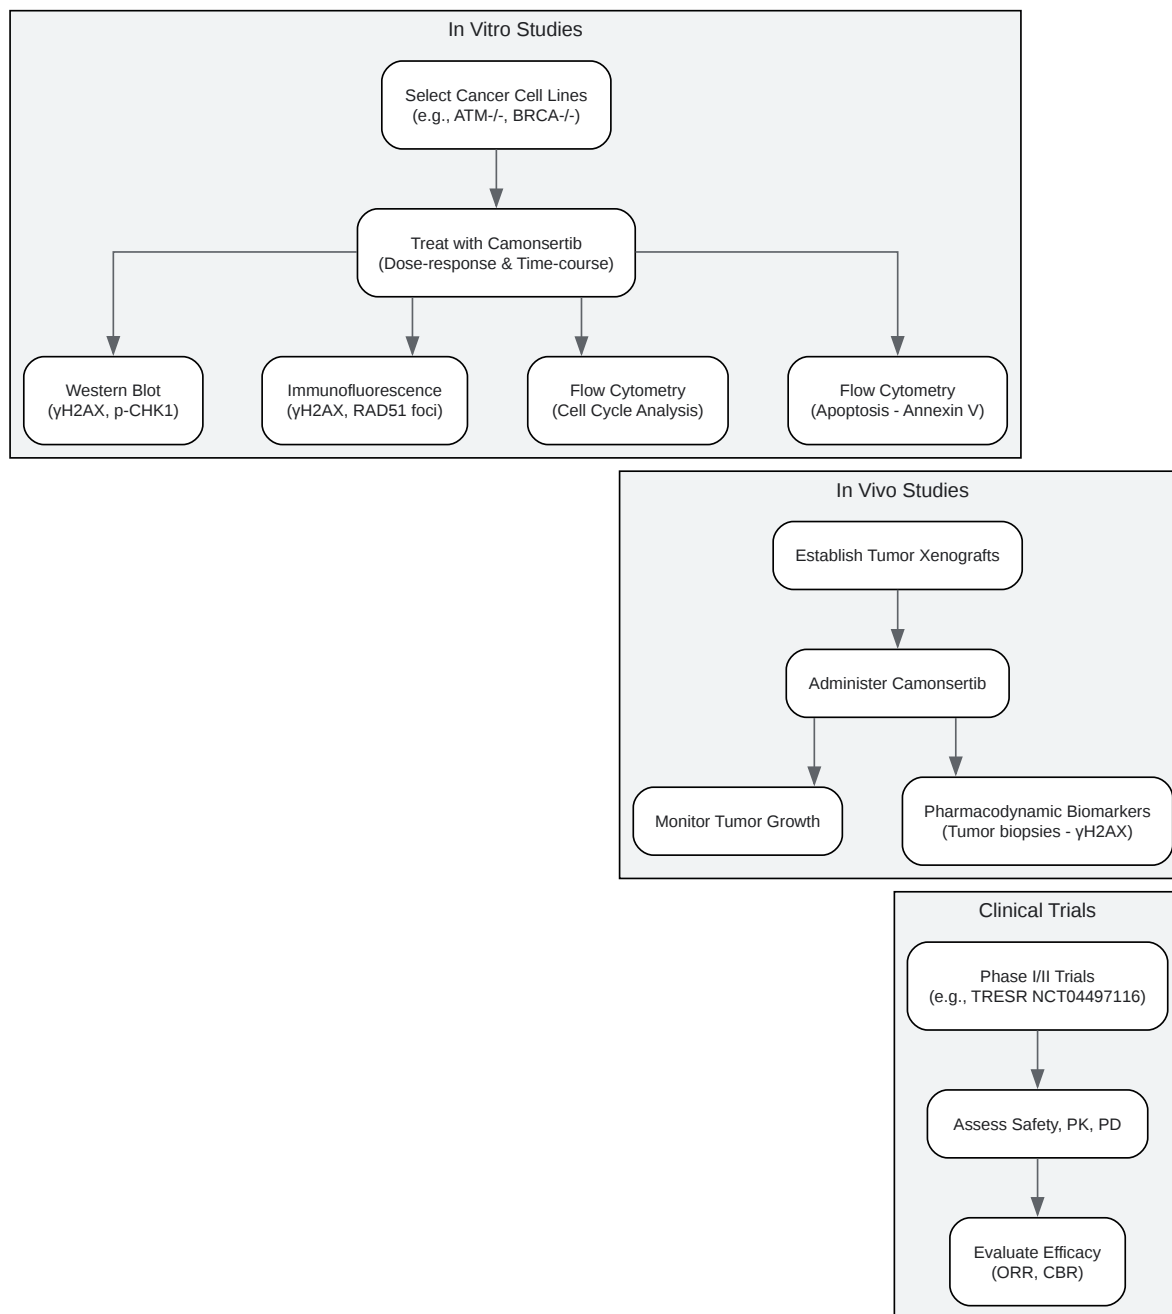 In Vitro Studies
Select Cancer Cell Lines
(e.g., ATM-/-, BRCA-/-)
Treat with Camonsertib
(Dose-response & Time-course)
Western Blot
(γH2AX, p-CHK1)
Immunofluorescence
(γH2AX, RAD51 foci)
Flow Cytometry
(Cell Cycle Analysis)
Flow Cytometry
(Apoptosis - Annexin V)
In Vivo Studies
Establish Tumor Xenografts
Administer Camonsertib
Monitor Tumor Growth
Pharmacodynamic Biomarkers
(Tumor biopsies - γH2AX)
Clinical Trials
Phase I/II Trials
(e.g., TRESR NCT04497116)
Assess Safety, PK, PD
Evaluate Efficacy
(ORR, CBR)